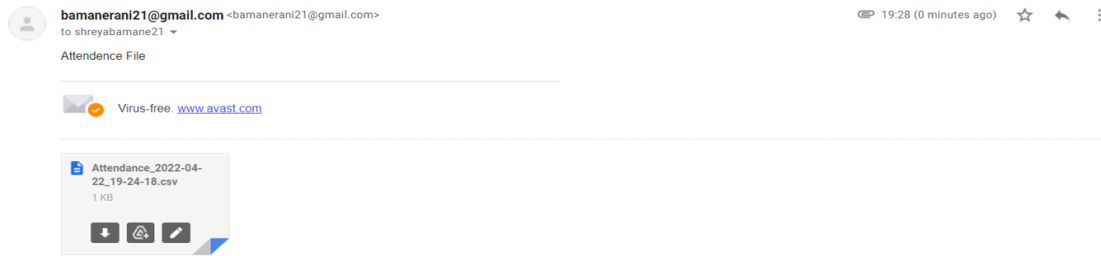 bamanerani21@gmail.com <bamanerani21@gmail.com>
19:28 (0 minutes ago)
to shreyabamane21
Attendence File
Virus-free. www.avast.com
Attendance_2022-04-
22_19-24-18.csv
1 KB